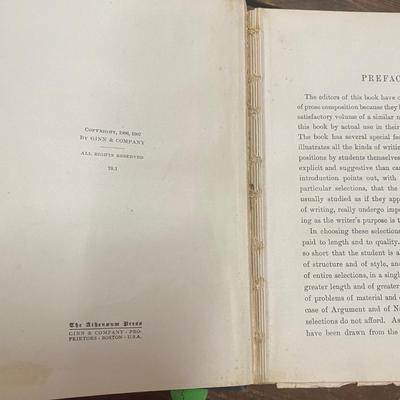 COPYRIGHT, 1906, 1907
BY GINN & COMPANY
ALL RIGHTS RESERVED
79.1
The Athenæum Press
GINN & COMPANY · PRO-
PRIETORS · BOSTON · U.S.A.
PREFAC
The editors of this book have c
of prose composition because they b
satisfactory volume of a similar n
this book by actual use in their
The book has several special fea
illustrates all the kinds of writin
positions by students themselves
explicit and suggestive than can
introduction points out, with
particular selections, that the
usually studied as if they app
of writing, really undergo impo
ing as the writer's purpose is t
In choosing these selections
paid to length and to quality.
so short that the student is a
of structure and of style, and
of entire selections, in a singl
greater length and of greater
of problems of material and o
case of Argument and of Na
selections do not afford. As
have been drawn from the